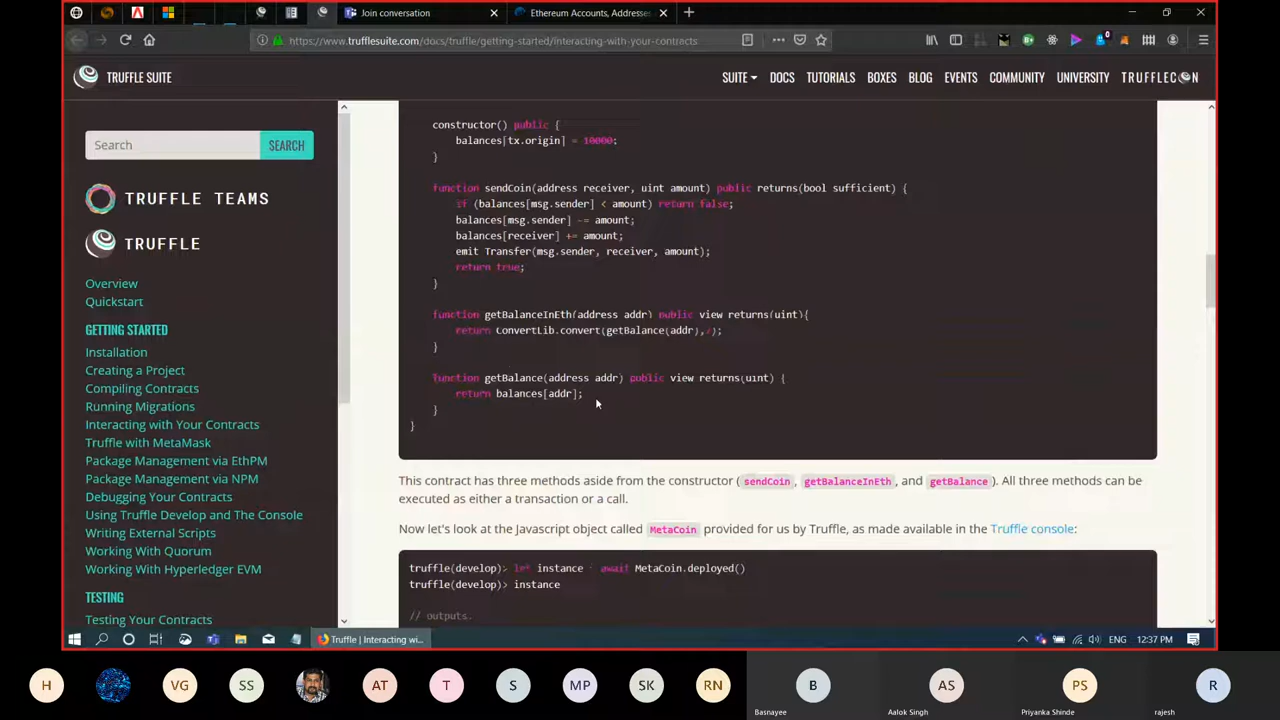 Join conversation
Ethereum Accounts, Addresses
https://www.trufflesuite.com/docs/truffle/getting-started/interacting-with-your-contracts
TRUFFLE SUITE
SUITE DOCS TUTORIALS BOXES BLOG EVENTS COMMUNITY UNIVERSITY TRUFFLECON
Search SEARCH
TRUFFLE TEAMS
TRUFFLE
Overview
Quickstart
GETTING STARTED
Installation
Creating a Project
Compiling Contracts
Running Migrations
Interacting with Your Contracts
Truffle with MetaMask
Package Management via EthPM
Package Management via NPM
Debugging Your Contracts
Using Truffle Develop and The Console
Writing External Scripts
Working With Quorum
Working With Hyperledger EVM
TESTING
Testing Your Contracts
constructor() public {
balances[tx.origin] = 10000;
}
function sendCoin(address receiver, uint amount) public returns(bool sufficient) {
if (balances[msg.sender] < amount) return false;
balances[msg.sender] -= amount;
balances[receiver] += amount;
emit Transfer(msg.sender, receiver, amount);
return true;
}
function getBalanceInEth(address addr) public view returns(uint){
return ConvertLib.convert(getBalance(addr),2);
}
function getBalance(address addr) public view returns(uint) {
return balances[addr];
}
}
This contract has three methods aside from the constructor (sendCoin, getBalanceInEth, and getBalance). All three methods can be
executed as either a transaction or a call.
Now let's look at the Javascript object called MetaCoin provided for us by Truffle, as made available in the Truffle console:
truffle(develop)> let instance = await MetaCoin.deployed()
truffle(develop)> instance
// outputs.
Truffle | Interacting wi...
ENG 12:37 PM
H VG SS AT T S MP SK RN B AS PS R
Basnayee Aalok Singh Priyanka Shinde rajesh